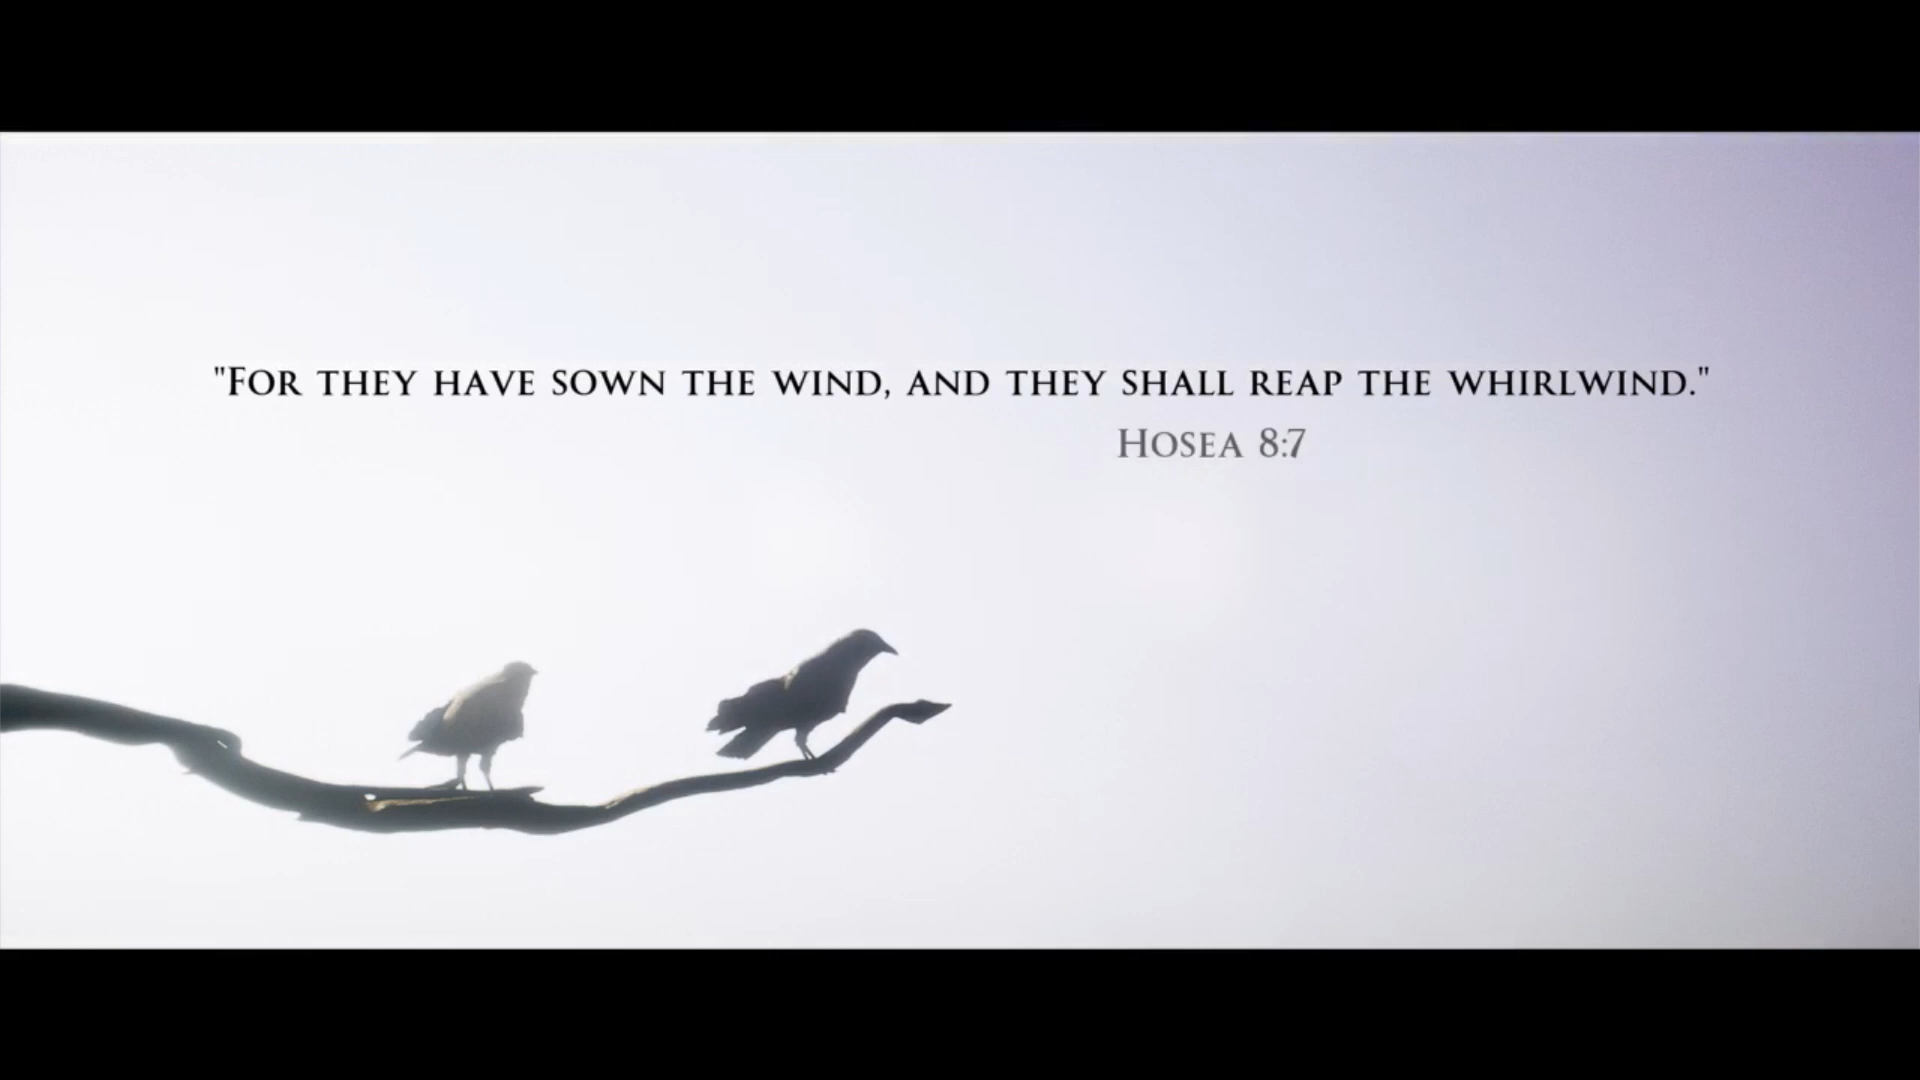 "For they have sown the wind, and they shall reap the whirlwind."
Hosea 8:7